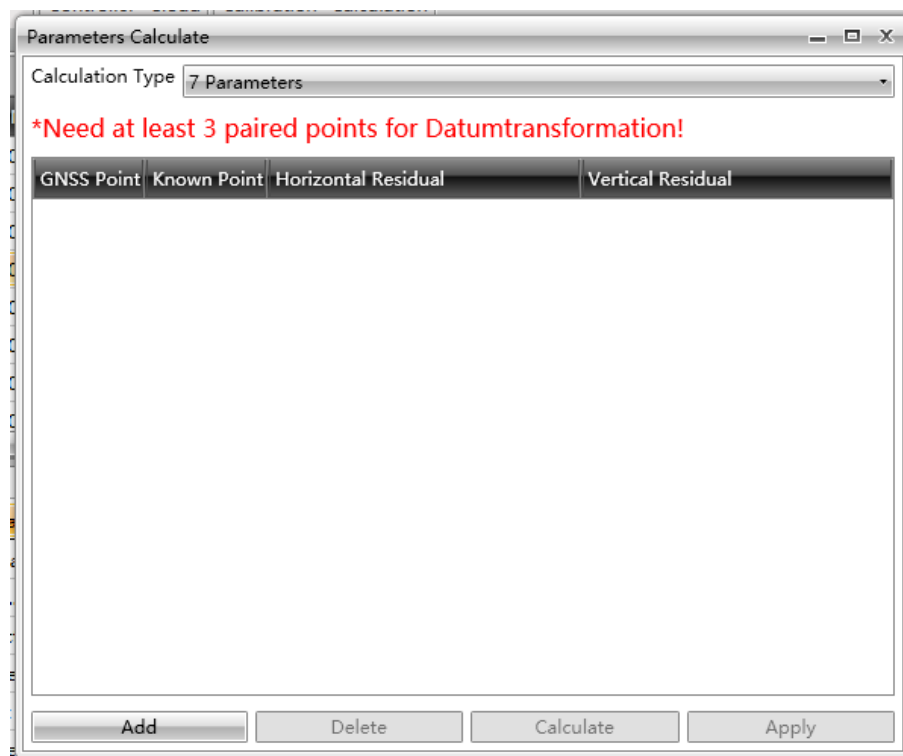 Parameters Calculate
Calculation Type 7 Parameters
*Need at least 3 paired points for Datumtransformation!
GNSS Point Known Point Horizontal Residual Vertical Residual
Add Delete Calculate Apply